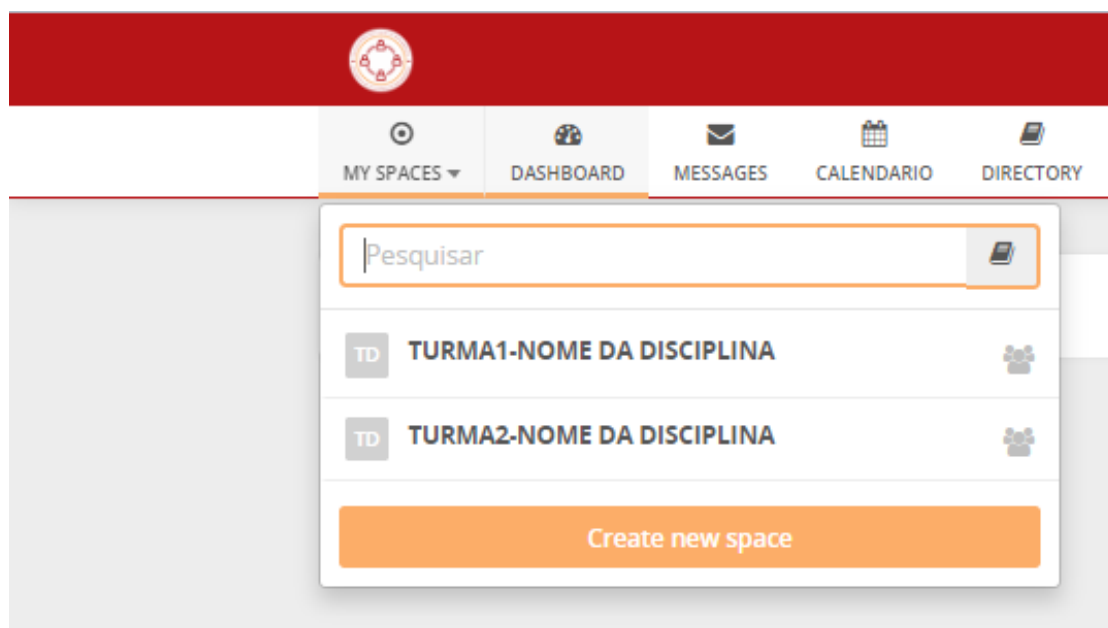 MY SPACES
DASHBOARD
MESSAGES
CALENDARIO
DIRECTORY
Pesquisar
TD TURMA1-NOME DA DISCIPLINA
TD TURMA2-NOME DA DISCIPLINA
Create new space